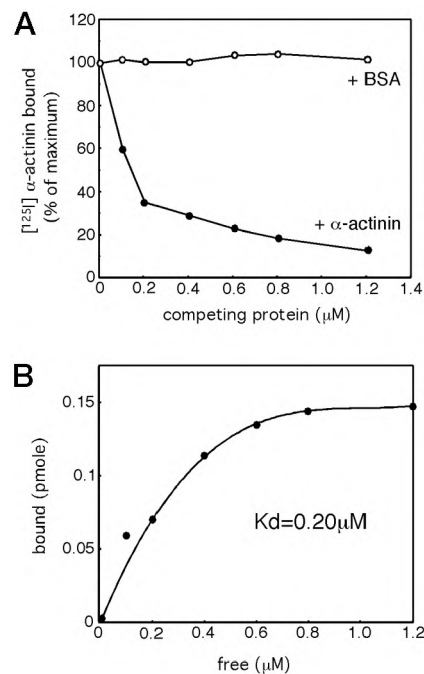 A
[¹²⁵I] α-actinin bound
(% of maximum)
120
100
80
60
40
20
0
+ BSA
+ α-actinin
0 0.2 0.4 0.6 0.8 1.0 1.2 1.4
competing protein (μM)
B
bound (pmole)
0.15
0.1
0.05
0
Kd=0.20μM
0 0.2 0.4 0.6 0.8 1.0 1.2
free (μM)